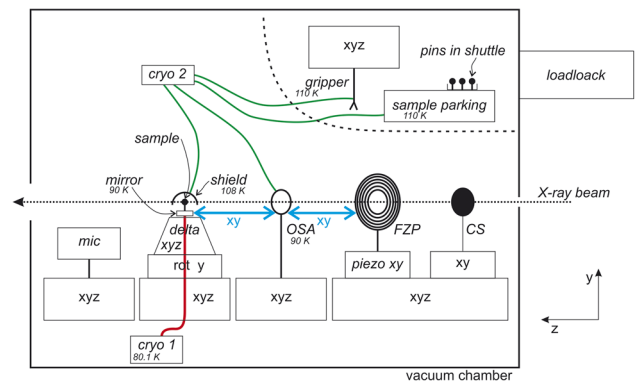 xyz
pins in shuttle
cryo 2
gripper
110 K
loadloack
sample parking
110 K
sample
mirror
90 K
shield
108 K
X-ray beam
xy
xy
delta
OSA
90 K
FZP
CS
mic
xyz
rot y
piezo xy
xy
y
xyz
xyz
xyz
xyz
z
cryo 1
80.1 K
vacuum chamber